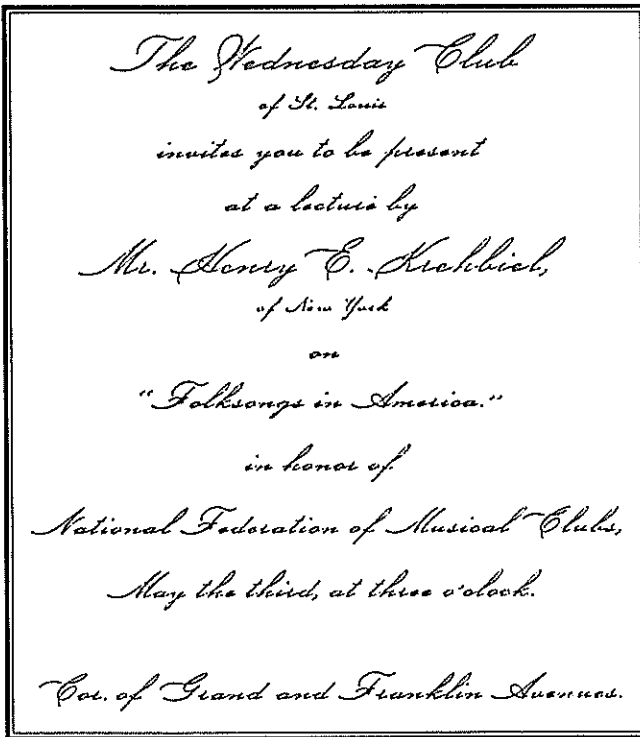 The Wednesday Club
of St. Louis
invites you to be present
at a lecture by
Mr. Henry E. Krehbiel,
of New York
on
"Folksongs in America."
in honor of
National Federation of Musical Clubs,
May the third, at three o'clock.
Cor. of Grand and Franklin Avenues.